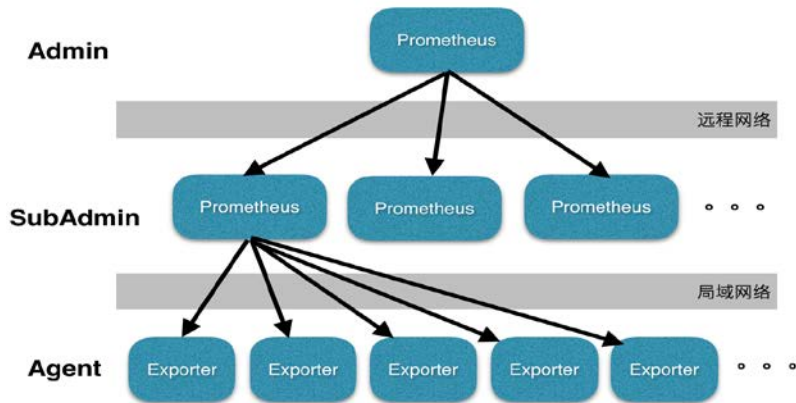 Admin
Prometheus
远程网络
SubAdmin
Prometheus
Prometheus
Prometheus
局域网络
Agent
Exporter
Exporter
Exporter
Exporter
Exporter